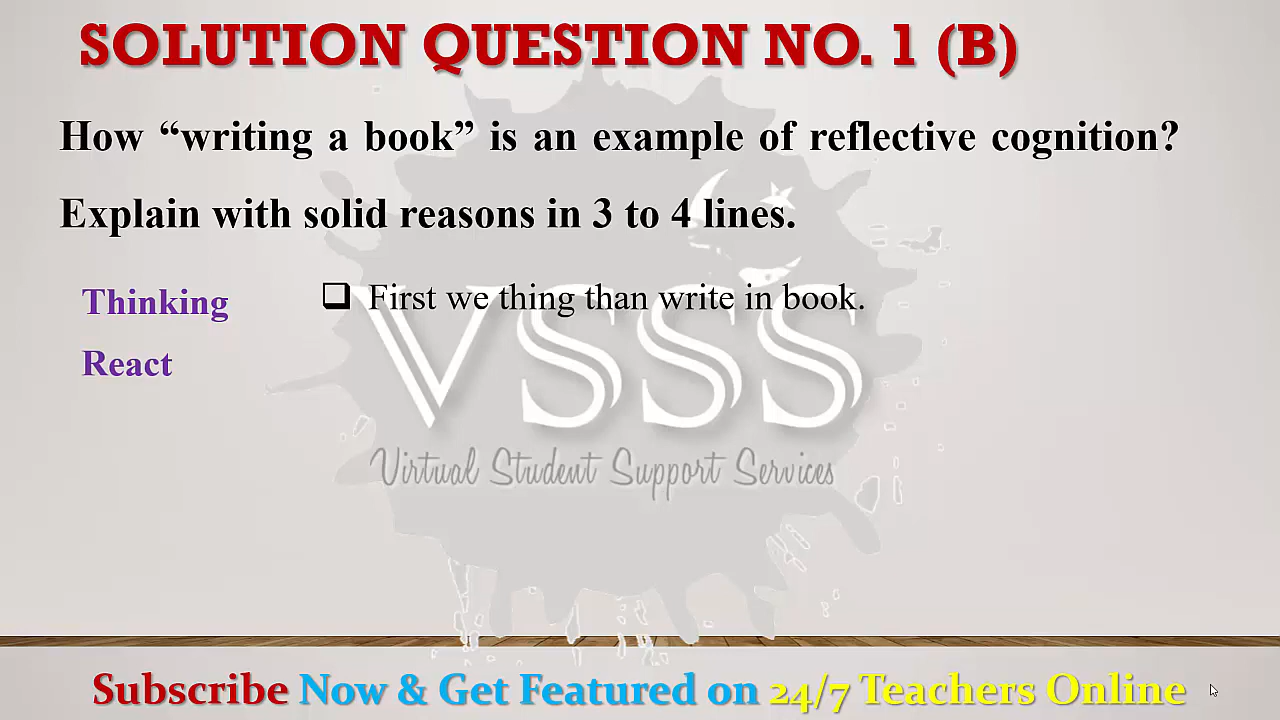 SOLUTION QUESTION NO. 1 (B)
How “writing a book” is an example of reflective cognition?
Explain with solid reasons in 3 to 4 lines.
Thinking
❑ First we thing than write in book.
React
VSSS
Virtual Student Support Services
Subscribe Now & Get Featured on 24/7 Teachers Online